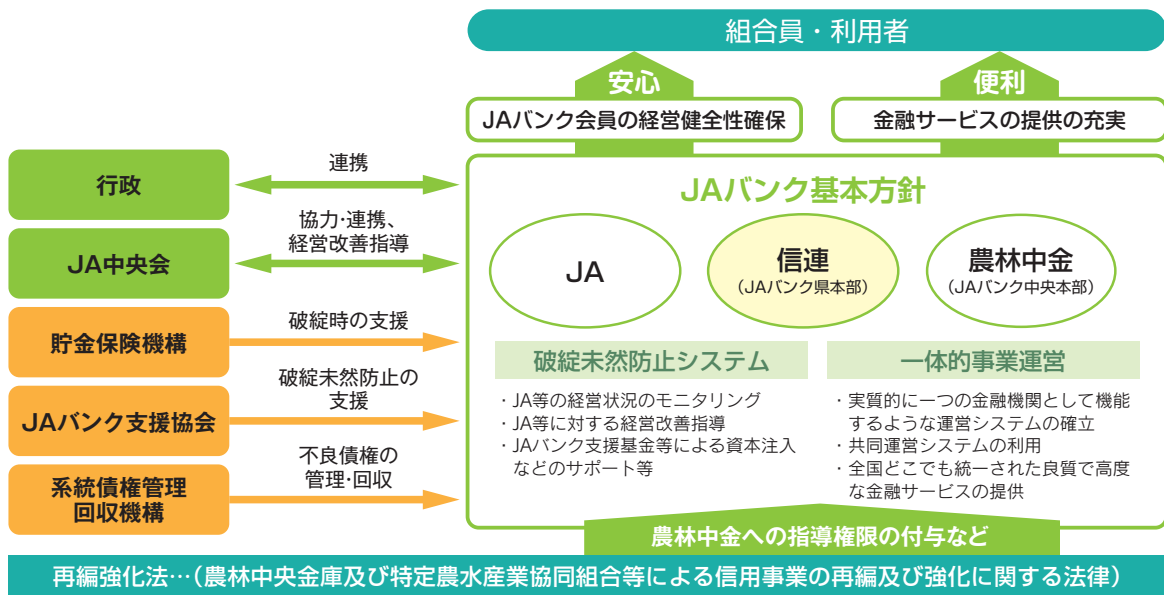 組合員・利用者
安心
便利
JAバンク会員の経営健全性確保
金融サービスの提供の充実
行政
連携
JA中央会
協力・連携、
経営改善指導
貯金保険機構
破綻時の支援
JAバンク支援協会
破綻未然防止の
支援
系統債権管理
回収機構
不良債権の
管理・回収
JAバンク基本方針
JA
信連
（JAバンク県本部）
農林中金
（JAバンク中央本部）
破綻未然防止システム
・JA等の経営状況のモニタリング
・JA等に対する経営改善指導
・JAバンク支援基金等による資本注入
などのサポート等
一体的事業運営
・実質的に一つの金融機関として機能
するような運営システムの確立
・共同運営システムの利用
・全国どこでも統一された良質で高度
な金融サービスの提供
農林中金への指導権限の付与など
再編強化法…（農林中央金庫及び特定農水産業協同組合等による信用事業の再編及び強化に関する法律）